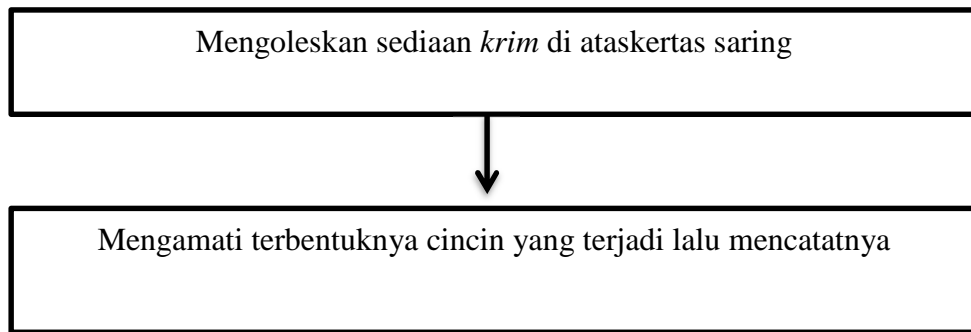 Mengoleskan sediaan krim di ataskertas saring
Mengamati terbentuknya cincin yang terjadi lalu mencatatnya